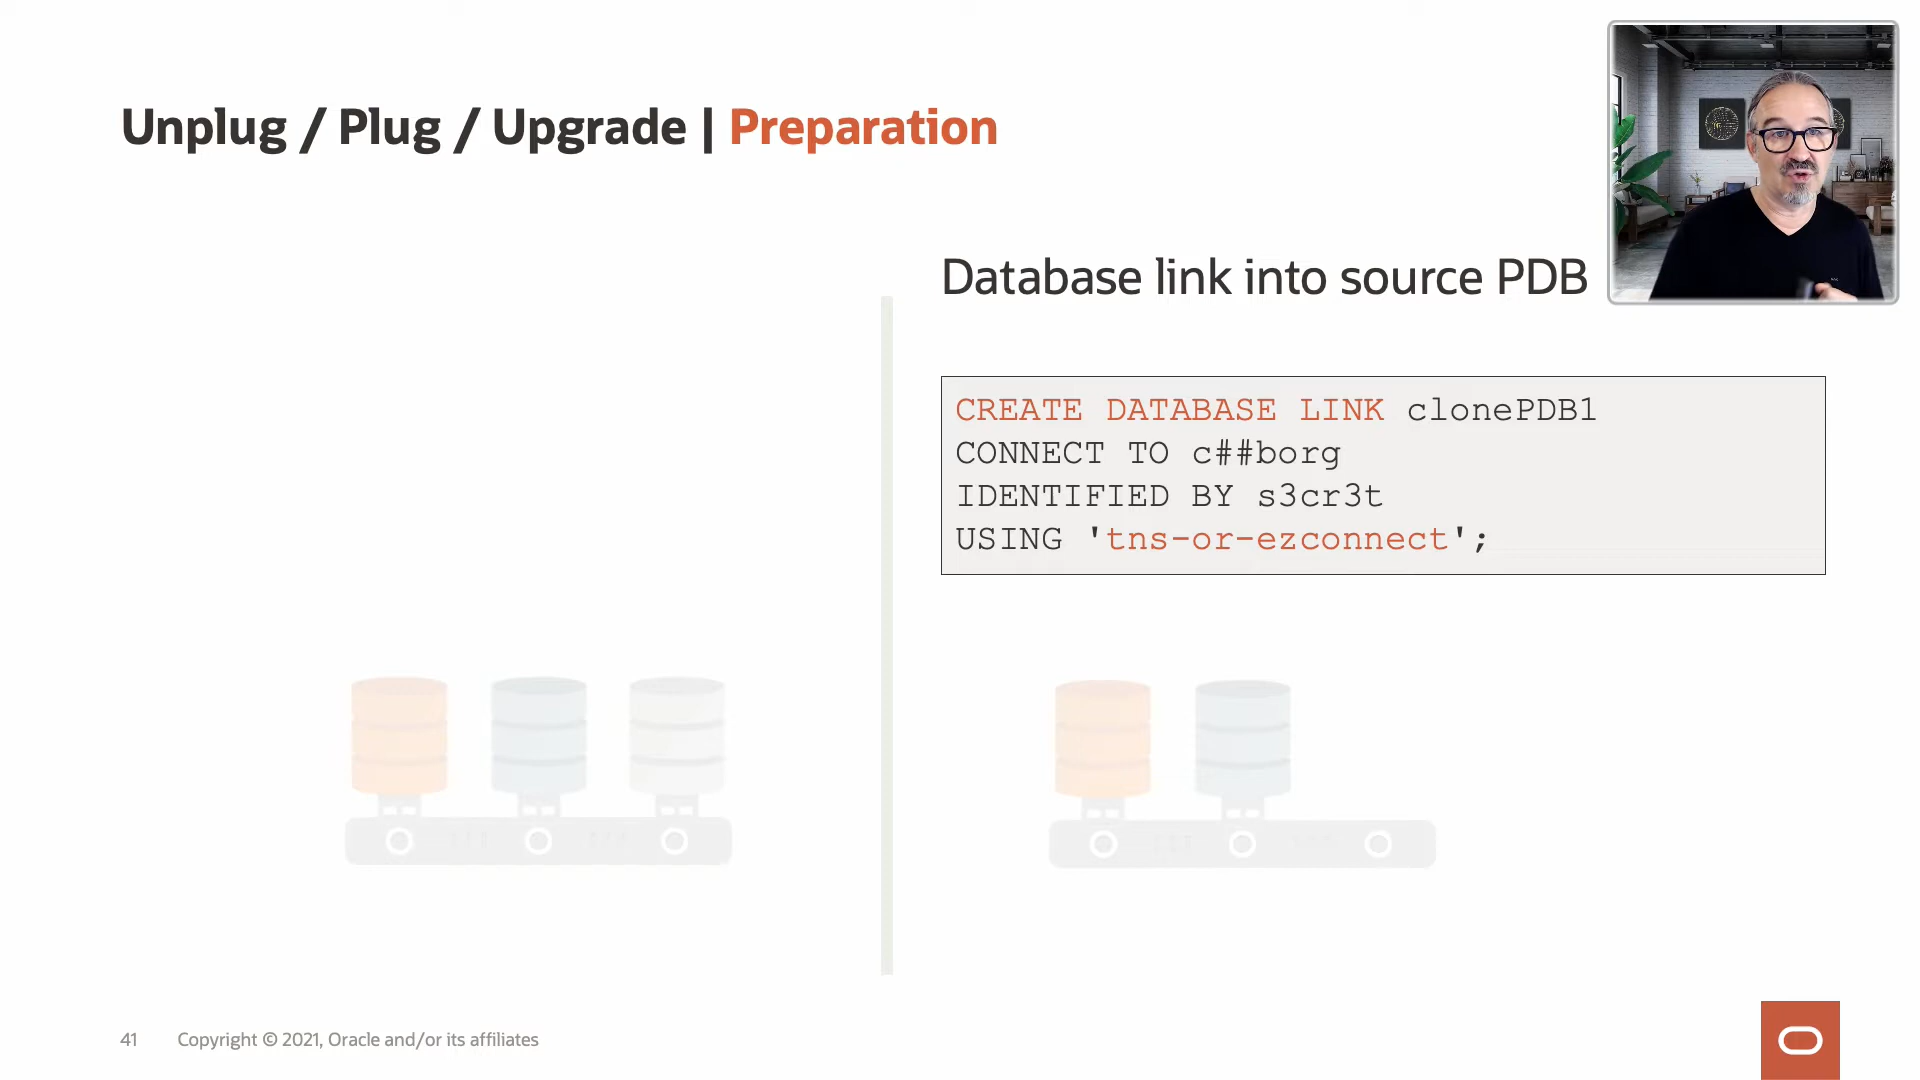 Unplug / Plug / Upgrade | Preparation
Database link into source PDB
CREATE DATABASE LINK clonePDB1
CONNECT TO c##borg
IDENTIFIED BY s3cr3t
USING 'tns-or-ezconnect';
41 Copyright © 2021, Oracle and/or its affiliates